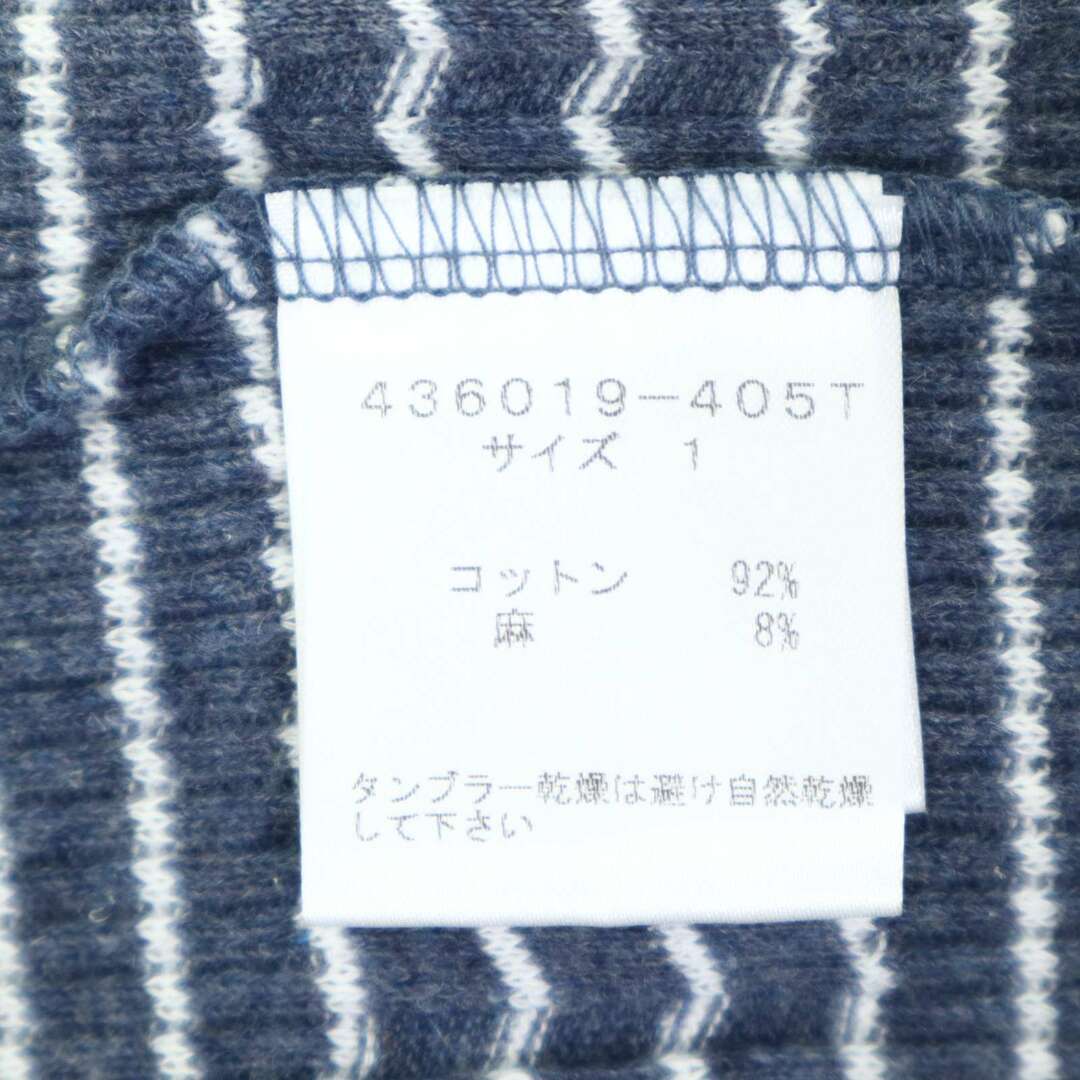 436019-405T
サイズ 1
コットン 92%
麻 8%
タンブラー乾燥は避け自然乾燥
して下さい